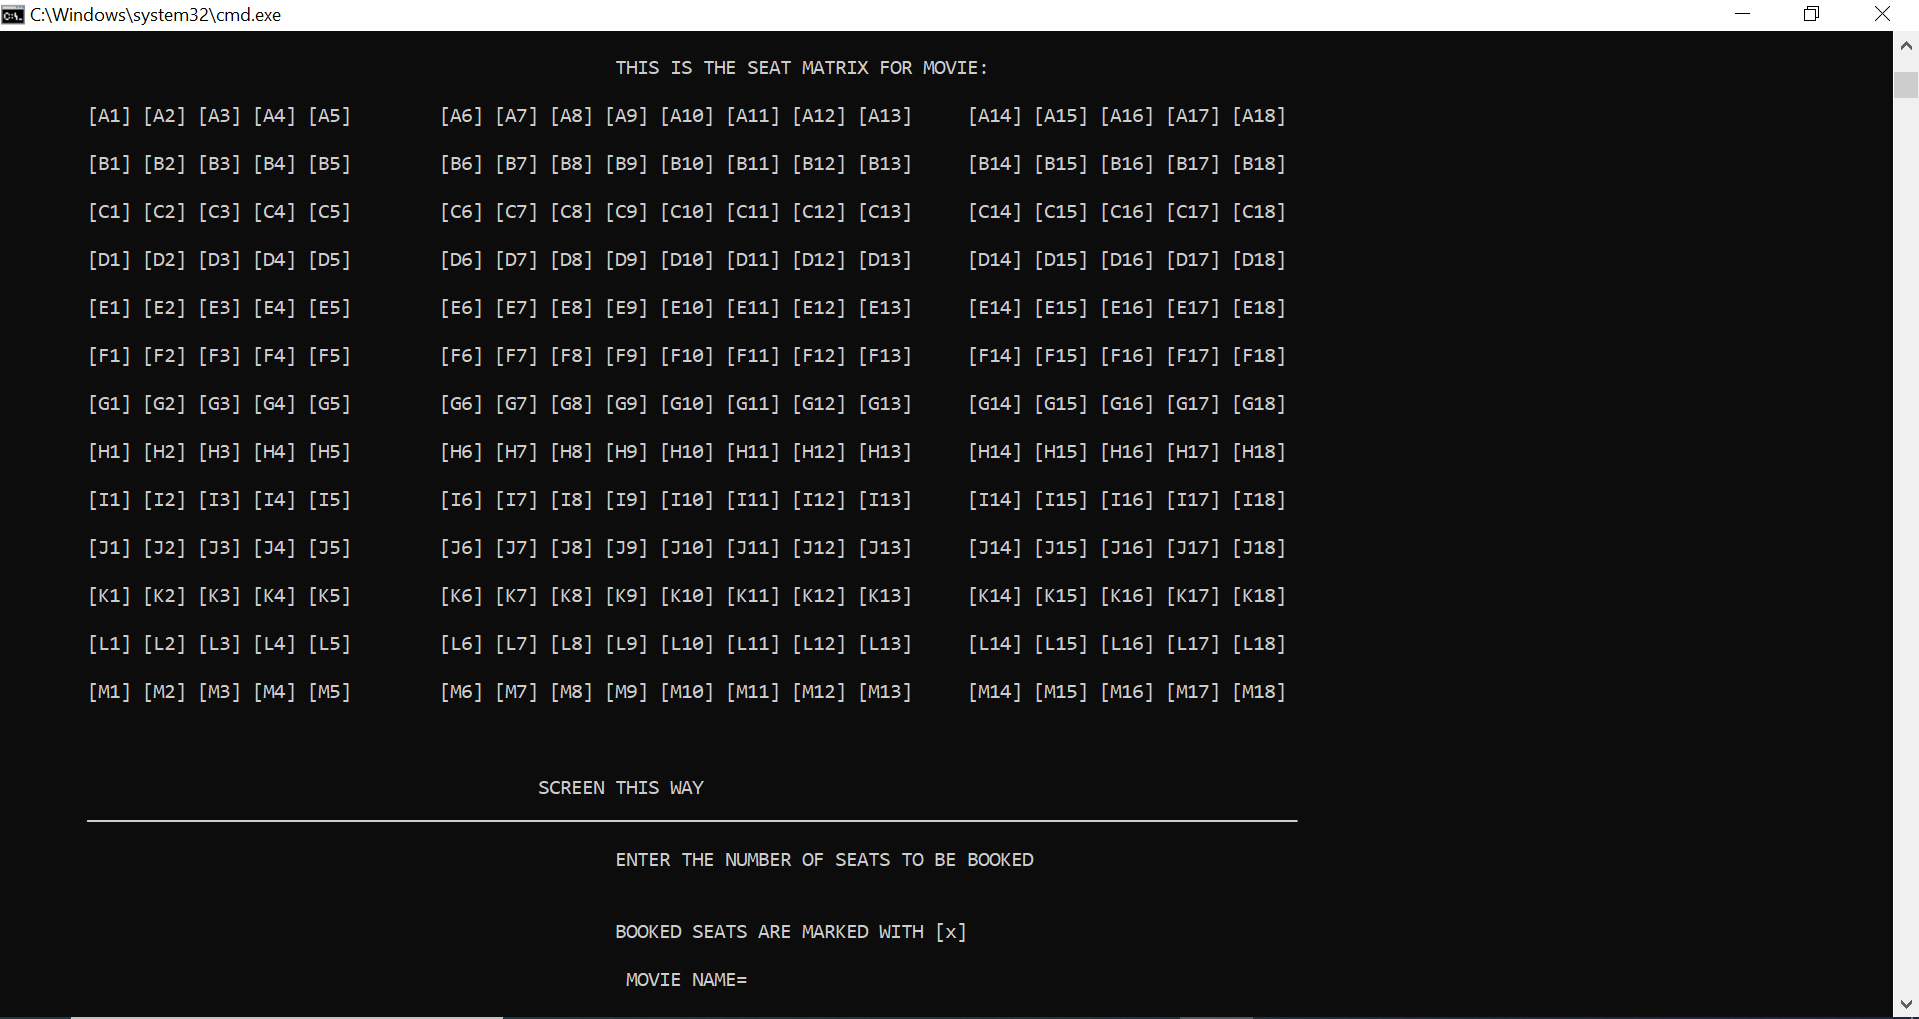 C:\Windows\system32\cmd.exe
THIS IS THE SEAT MATRIX FOR MOVIE:
[A1] [A2] [A3] [A4] [A5] [A6] [A7] [A8] [A9] [A10] [A11] [A12] [A13] [A14] [A15] [A16] [A17] [A18]
[B1] [B2] [B3] [B4] [B5] [B6] [B7] [B8] [B9] [B10] [B11] [B12] [B13] [B14] [B15] [B16] [B17] [B18]
[C1] [C2] [C3] [C4] [C5] [C6] [C7] [C8] [C9] [C10] [C11] [C12] [C13] [C14] [C15] [C16] [C17] [C18]
[D1] [D2] [D3] [D4] [D5] [D6] [D7] [D8] [D9] [D10] [D11] [D12] [D13] [D14] [D15] [D16] [D17] [D18]
[E1] [E2] [E3] [E4] [E5] [E6] [E7] [E8] [E9] [E10] [E11] [E12] [E13] [E14] [E15] [E16] [E17] [E18]
[F1] [F2] [F3] [F4] [F5] [F6] [F7] [F8] [F9] [F10] [F11] [F12] [F13] [F14] [F15] [F16] [F17] [F18]
[G1] [G2] [G3] [G4] [G5] [G6] [G7] [G8] [G9] [G10] [G11] [G12] [G13] [G14] [G15] [G16] [G17] [G18]
[H1] [H2] [H3] [H4] [H5] [H6] [H7] [H8] [H9] [H10] [H11] [H12] [H13] [H14] [H15] [H16] [H17] [H18]
[I1] [I2] [I3] [I4] [I5] [I6] [I7] [I8] [I9] [I10] [I11] [I12] [I13] [I14] [I15] [I16] [I17] [I18]
[J1] [J2] [J3] [J4] [J5] [J6] [J7] [J8] [J9] [J10] [J11] [J12] [J13] [J14] [J15] [J16] [J17] [J18]
[K1] [K2] [K3] [K4] [K5] [K6] [K7] [K8] [K9] [K10] [K11] [K12] [K13] [K14] [K15] [K16] [K17] [K18]
[L1] [L2] [L3] [L4] [L5] [L6] [L7] [L8] [L9] [L10] [L11] [L12] [L13] [L14] [L15] [L16] [L17] [L18]
[M1] [M2] [M3] [M4] [M5] [M6] [M7] [M8] [M9] [M10] [M11] [M12] [M13] [M14] [M15] [M16] [M17] [M18]
SCREEN THIS WAY
ENTER THE NUMBER OF SEATS TO BE BOOKED
BOOKED SEATS ARE MARKED WITH [x]
MOVIE NAME=